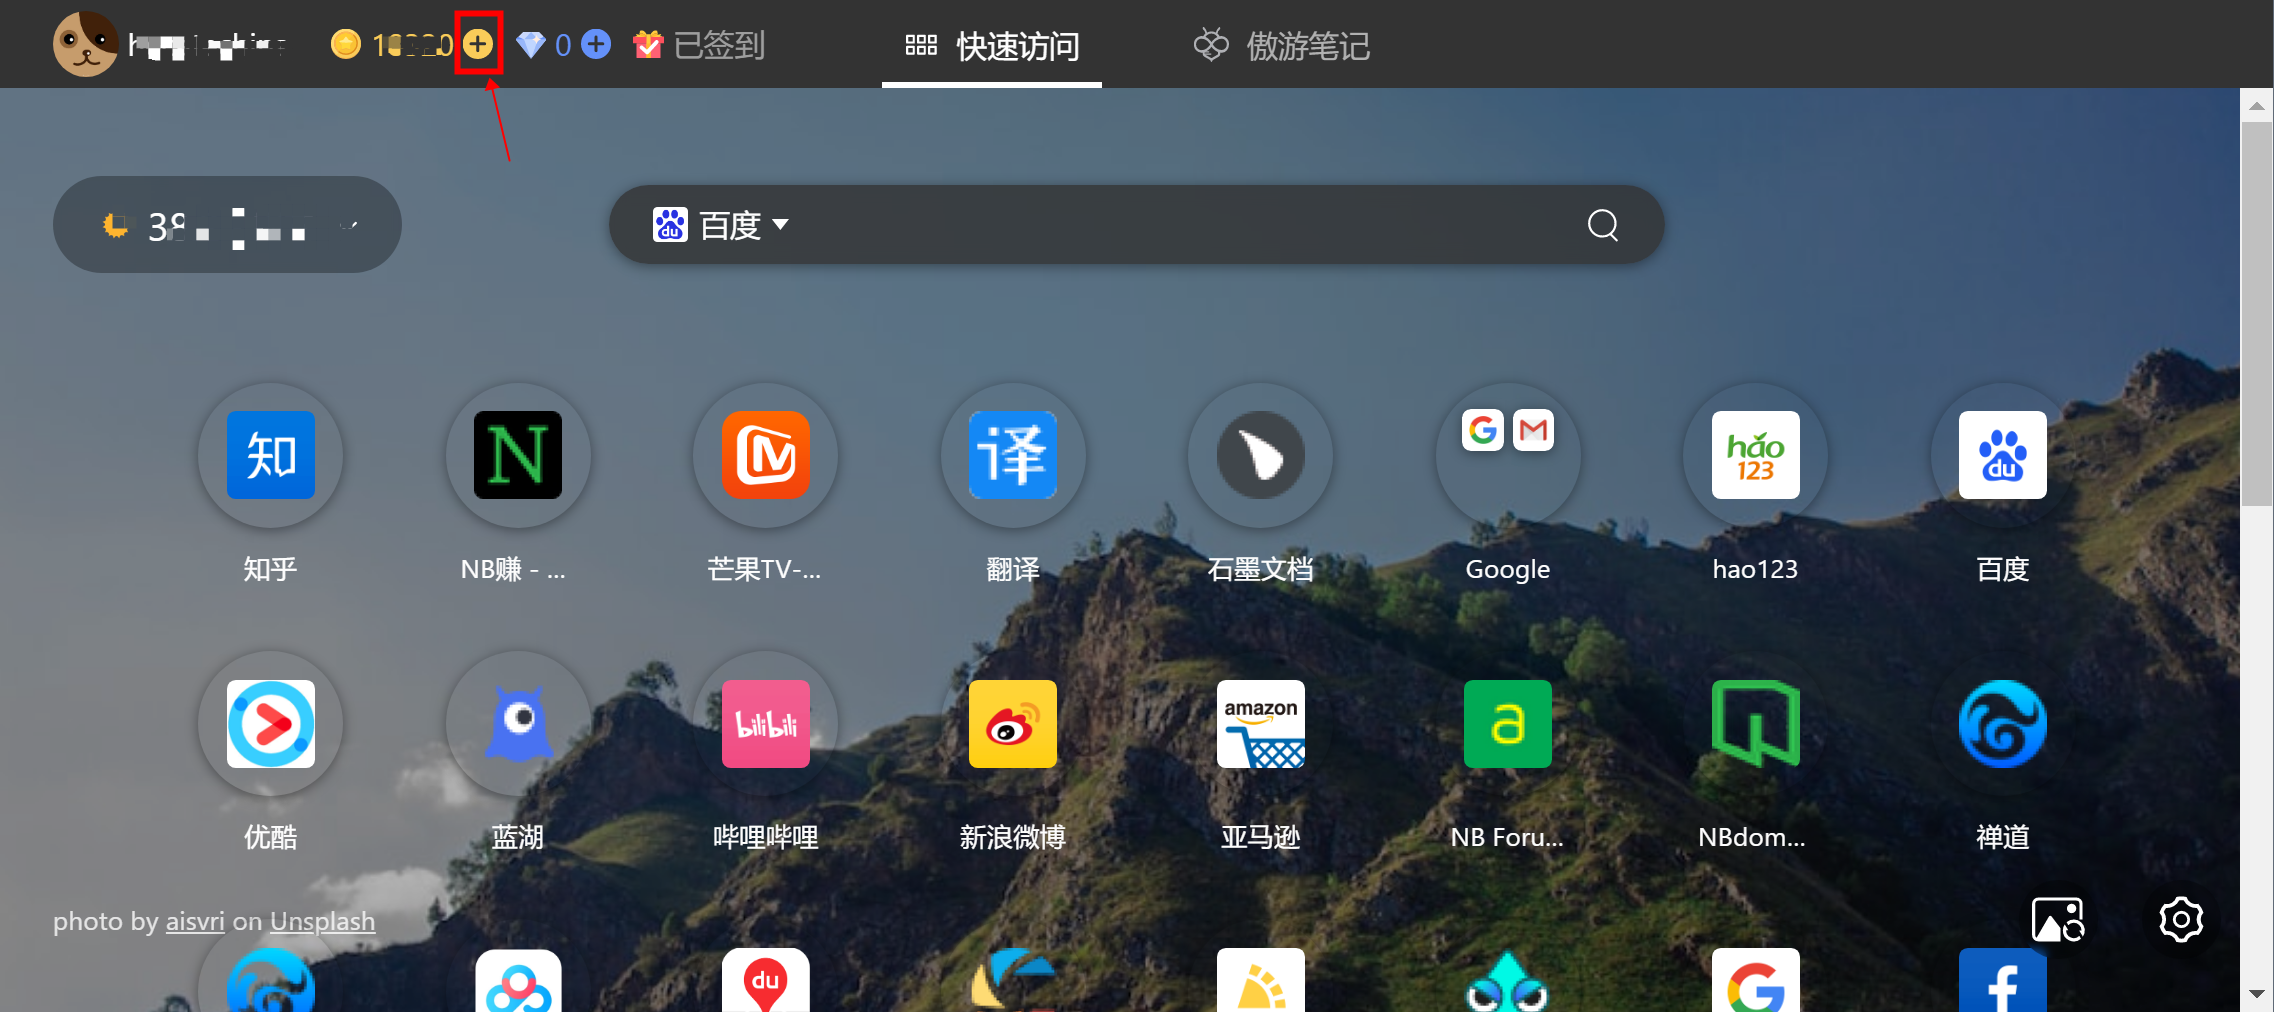 0 已签到 快速访问 傲游笔记
百度
知 N 译 hǎo 123 du
知乎 NB赚 - ... 芒果TV-... 翻译 石墨文档 Google hao123 百度
bilibili amazon a
优酷 蓝湖 哔哩哔哩 新浪微博 亚马逊 NB Foru... NBdom... 禅道
photo by aisvri on Unsplash
du G f